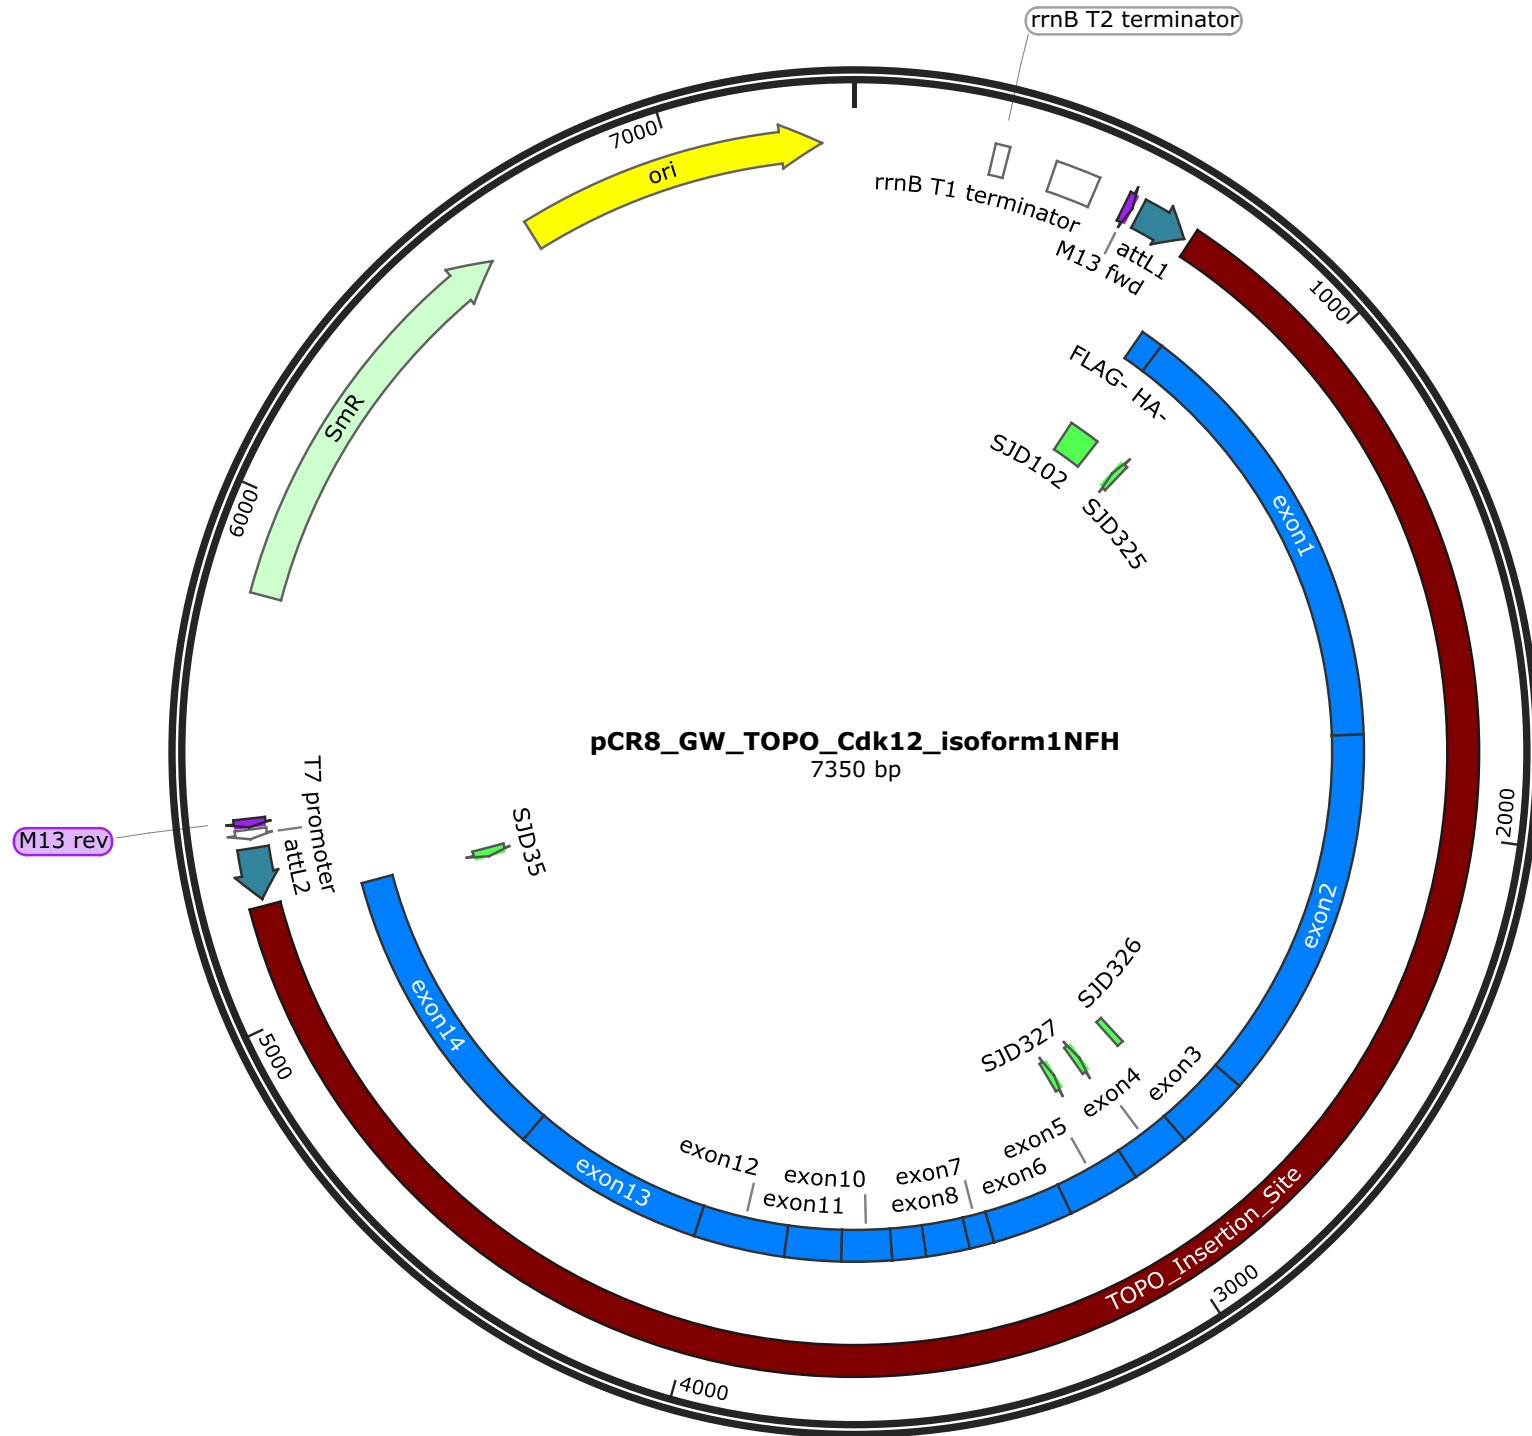 rrnB T2 terminator
7000
ori
rrnB T1 terminator
M13 fwd
attL1
1000
FLAG- HA-
SmR
SJD102
SJD325
exon1
6000
pCR8_GW_TOPO_Cdk12_isoform1NFH
7350 bp
T7 promoter
M13 rev
attL2
SJD35
2000
exon2
SJD326
SJD327
exon3
exon4
exon5
exon6
exon7
exon8
exon10
exon11
exon12
exon13
exon14
5000
TOPO_Insertion_Site
3000
4000